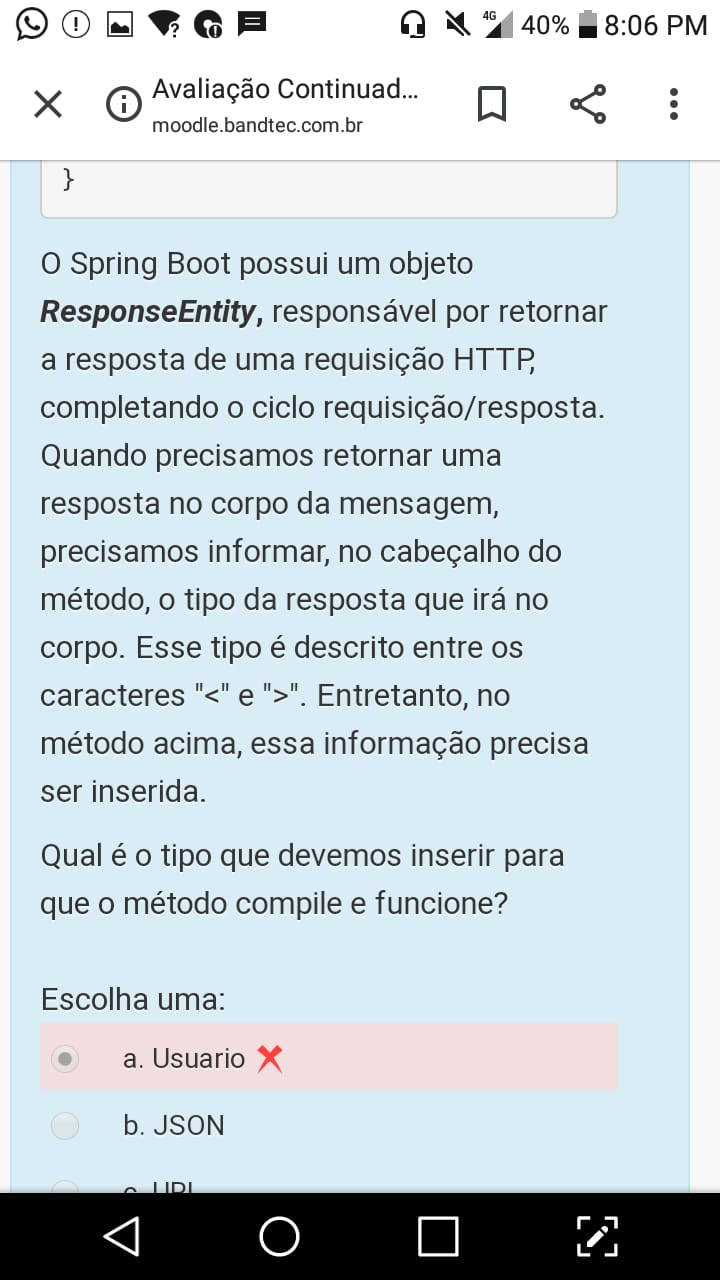 4G 40% 8:06 PM
Avaliação Continuad...
moodle.bandtec.com.br
}
O Spring Boot possui um objeto
ResponseEntity, responsável por retornar
a resposta de uma requisição HTTP,
completando o ciclo requisição/resposta.
Quando precisamos retornar uma
resposta no corpo da mensagem,
precisamos informar, no cabeçalho do
método, o tipo da resposta que irá no
corpo. Esse tipo é descrito entre os
caracteres "<" e ">". Entretanto, no
método acima, essa informação precisa
ser inserida.
Qual é o tipo que devemos inserir para
que o método compile e funcione?
Escolha uma:
a. Usuario
b. JSON